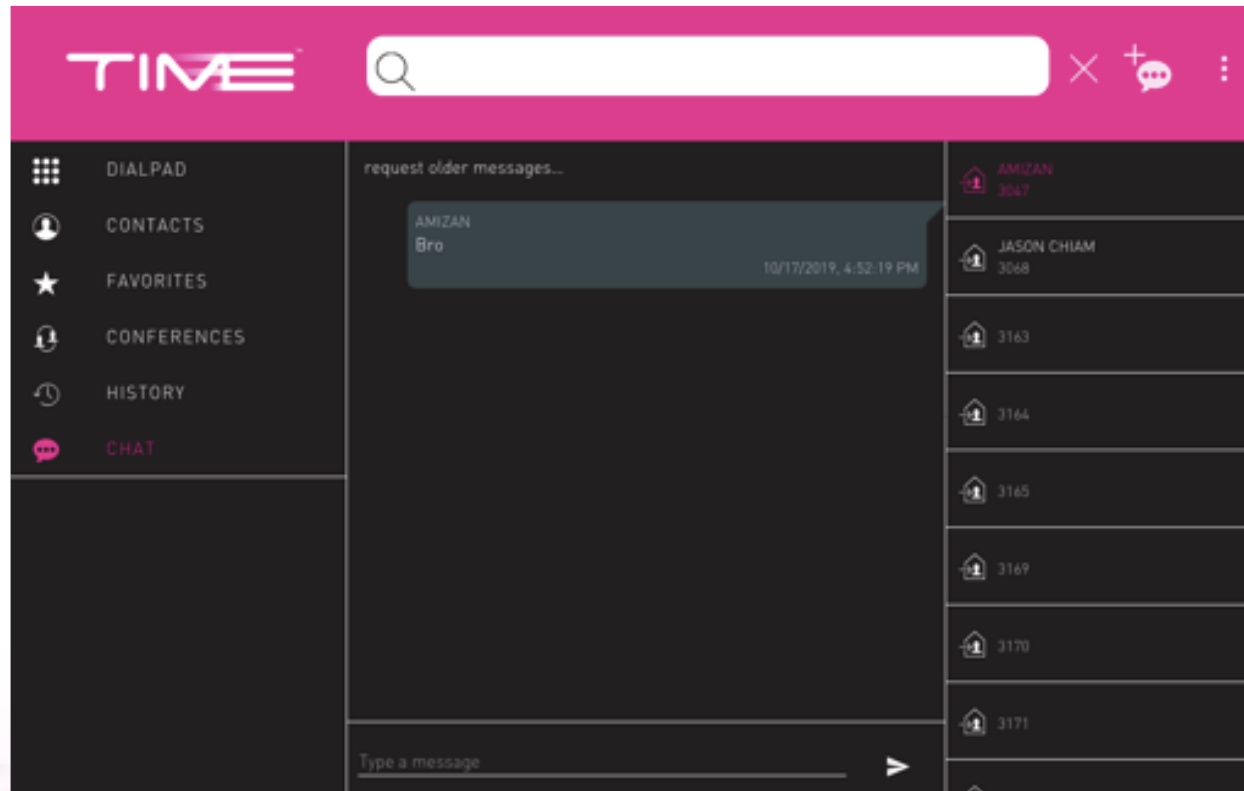 TIME
DIALPAD
CONTACTS
FAVORITES
CONFERENCES
HISTORY
CHAT
request older messages...
AMIZAN
Bro
10/17/2019, 4:52:19 PM
Type a message
AMIZAN
3047
JASON CHIAM
3068
3163
3164
3165
3169
3170
3171